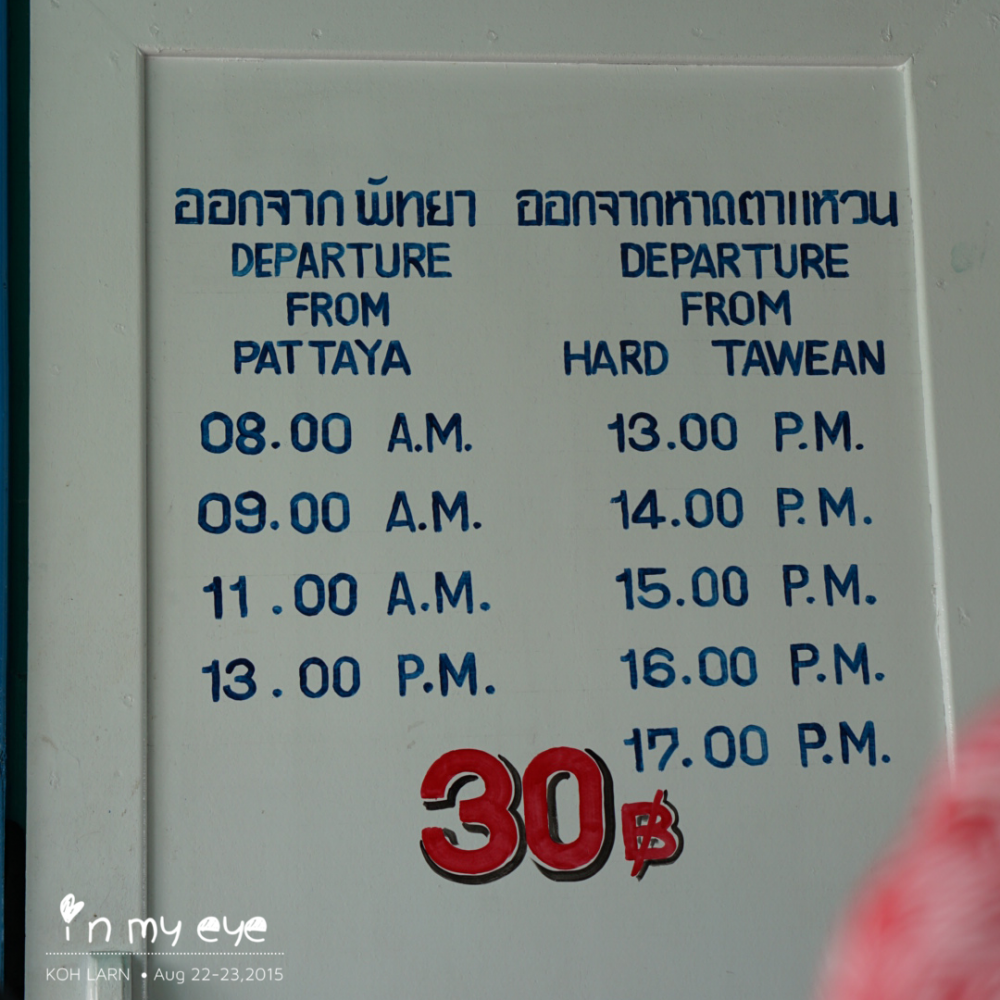 ออกจากพัทยา
DEPARTURE
FROM
PATTAYA
08.00 A.M.
09.00 A.M.
11.00 A.M.
13.00 P.M.
ออกจากหาดตาแหวน
DEPARTURE
FROM
HARD TAWEAN
13.00 P.M.
14.00 P.M.
15.00 P.M.
16.00 P.M.
17.00 P.M.
30 ฿
in my eye
KOH LARN • Aug 22-23,2015